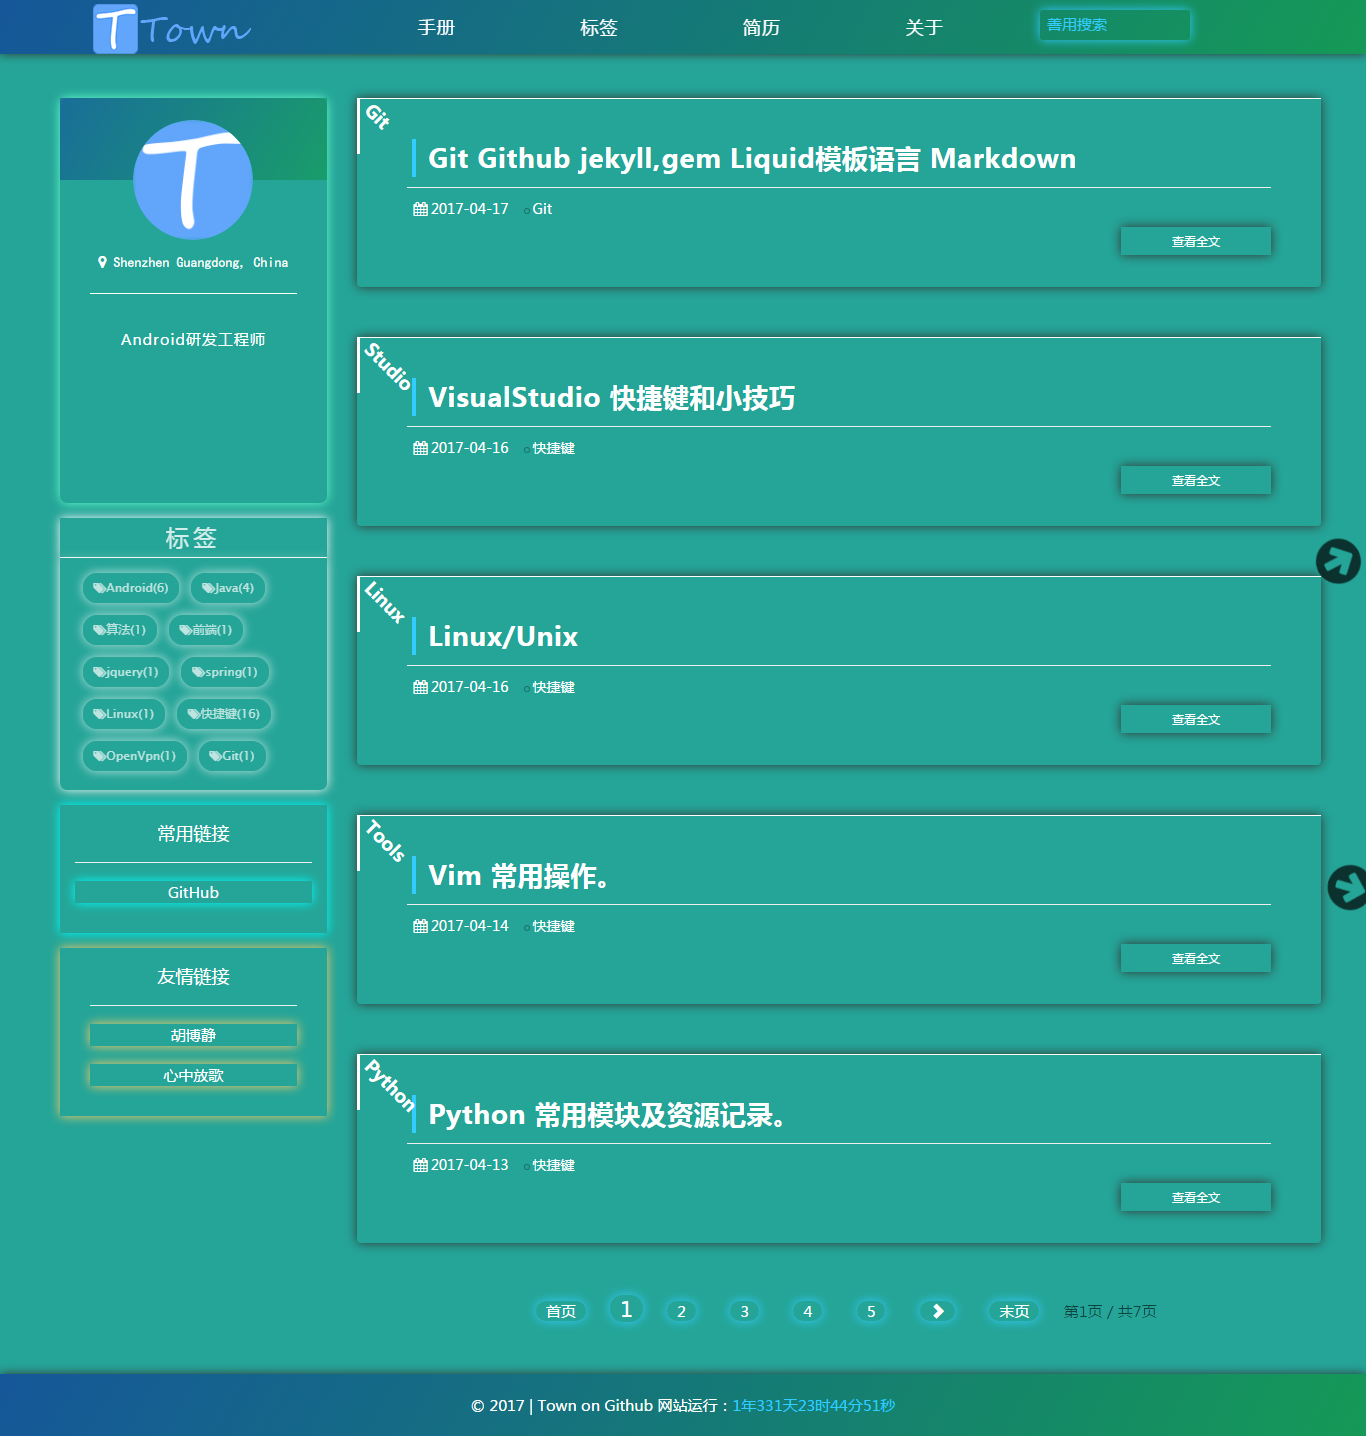 T Town
手册
标签
简历
关于
善用搜索
T
Shenzhen Guangdong, China
Android研发工程师
标签
Android(6)
Java(4)
算法(1)
前端(1)
jquery(1)
spring(1)
Linux(1)
快捷键(16)
OpenVpn(1)
Git(1)
常用链接
GitHub
友情链接
胡博静
心中放歌
Git
Git Github jekyll,gem Liquid模板语言 Markdown
2017-04-17 Git
查看全文
Studio
VisualStudio 快捷键和小技巧
2017-04-16 快捷键
查看全文
Linux
Linux/Unix
2017-04-16 快捷键
查看全文
Tools
Vim 常用操作。
2017-04-14 快捷键
查看全文
Python
Python 常用模块及资源记录。
2017-04-13 快捷键
查看全文
首页 1 2 3 4 5 末页 第1页 / 共7页
© 2017 | Town on Github 网站运行：1年331天23时44分51秒